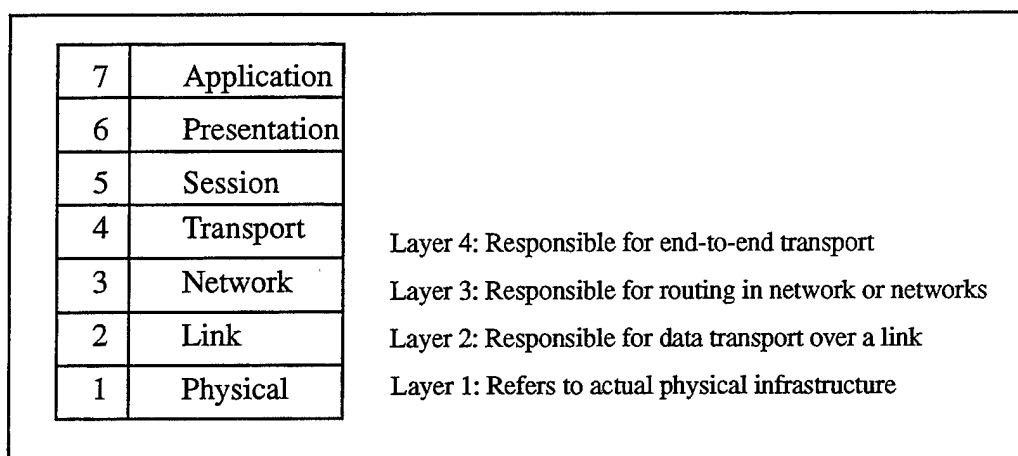 7 Application
6 Presentation
5 Session
4 Transport
3 Network
2 Link
1 Physical
Layer 4: Responsible for end-to-end transport
Layer 3: Responsible for routing in network or networks
Layer 2: Responsible for data transport over a link
Layer 1: Refers to actual physical infrastructure